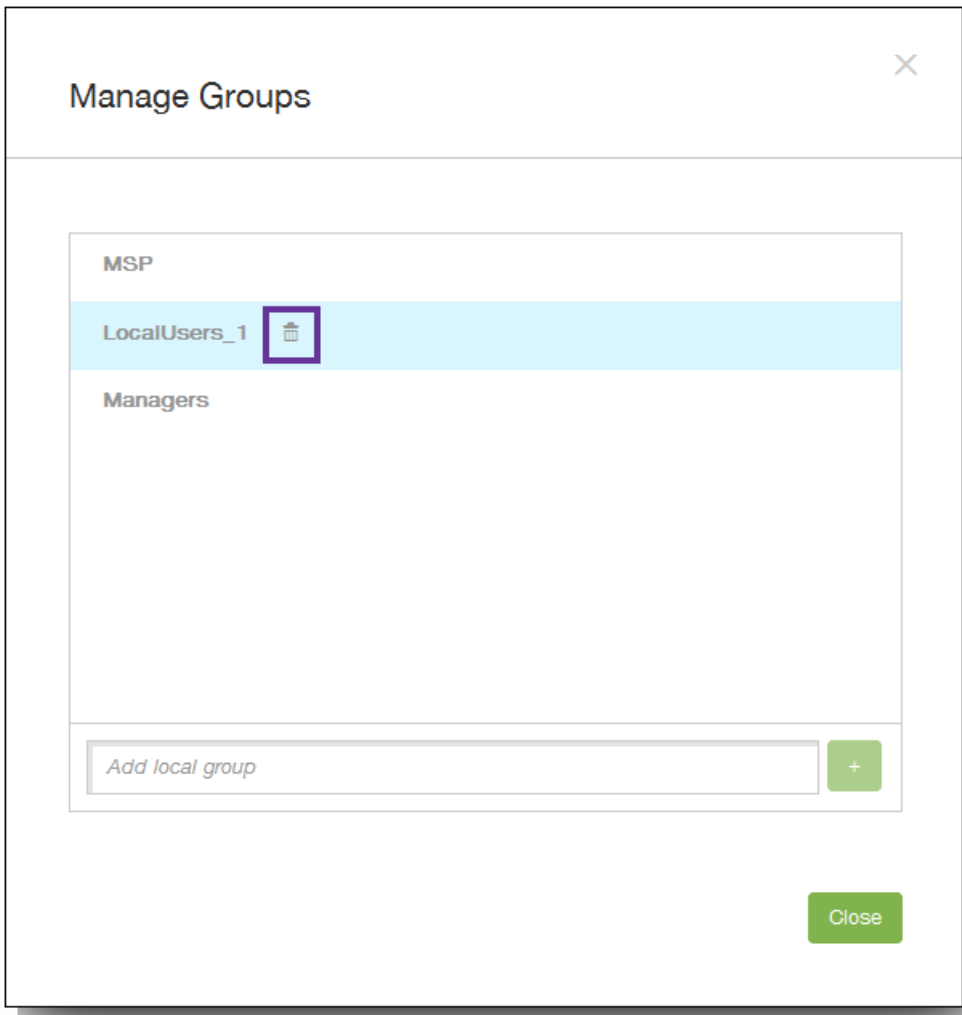 Manage Groups
MSP
LocalUsers_1
Managers
Add local group
+
Close